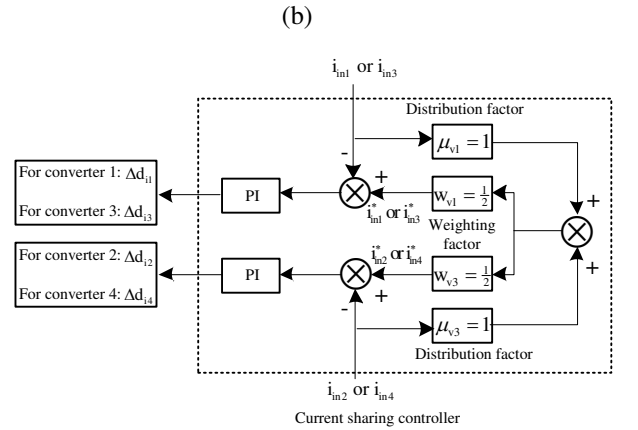 (b)
i_in1 or i_in3
Distribution factor
μ_v1 = 1
-
+
+
For converter 1: Δd_i1
For converter 3: Δd_i3
PI
w_v1 = 1/2
i*_in1 or i*_in3
Weighting
factor
i*_in2 or i*_in4
For converter 2: Δd_i2
For converter 4: Δd_i4
PI
w_v3 = 1/2
+
-
+
μ_v3 = 1
Distribution factor
i_in2 or i_in4
Current sharing controller